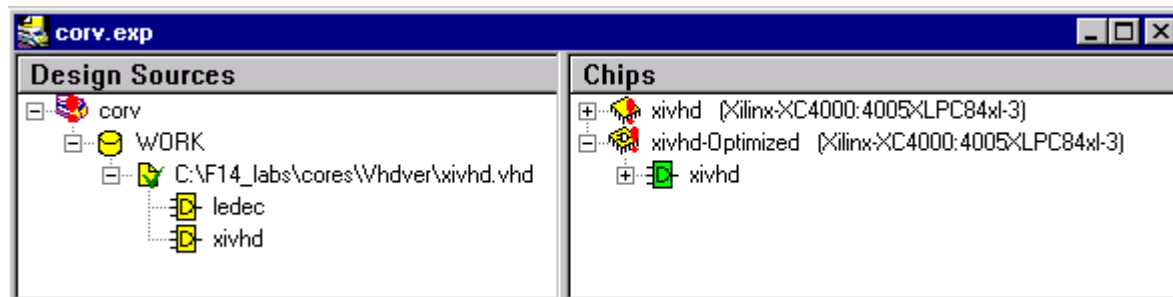 corv.exp
Design Sources
corv
WORK
C:\F14_labs\cores\Vhdver\xivhd.vhd
ledec
xivhd
Chips
xivhd (Xilinx-XC4000:4005XLPC84xl-3)
xivhd-Optimized (Xilinx-XC4000:4005XLPC84xl-3)
xivhd